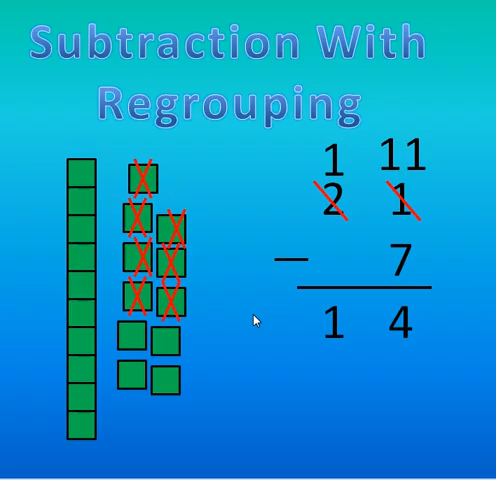 Subtraction With
Regrouping
1 11
2 1
— 7
1 4